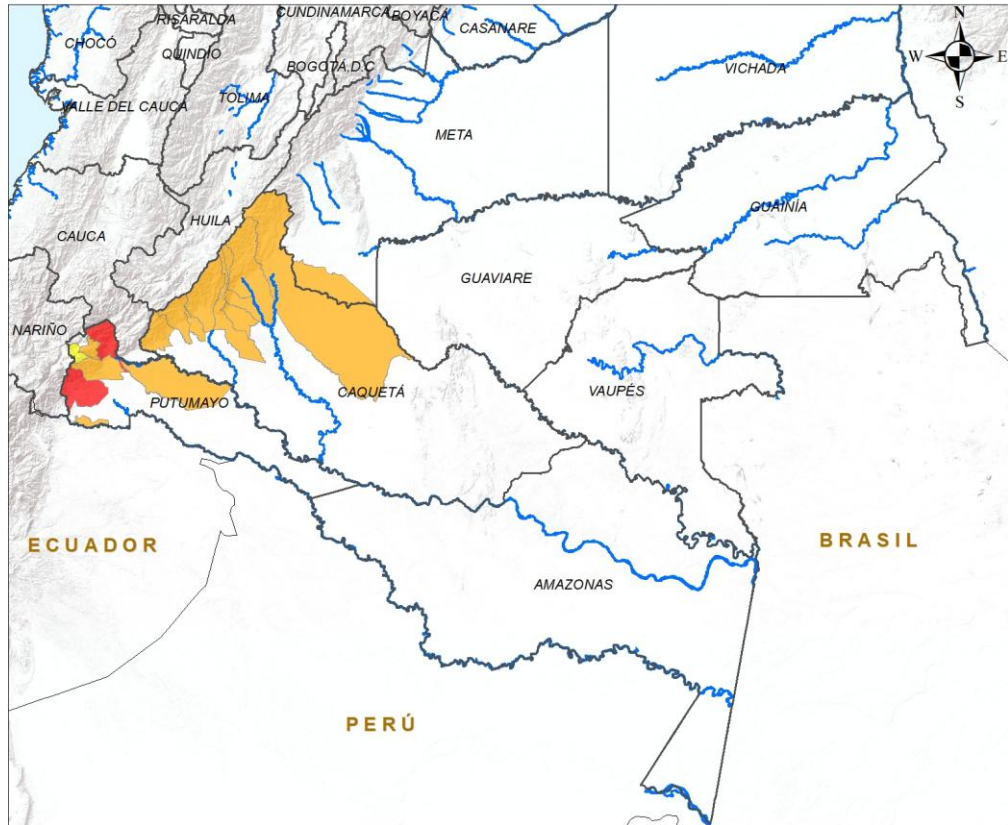 CUNDINAMARCA
BOYACÁ
RISARALDA
CASANARE
N
CHOCÓ
QUINDIO
BOGOTÁ D.C
VICHADA
W
E
S
VALLE DEL CAUCA
TOLIMA
META
HUILA
GUAINÍA
CAUCA
GUAVIARE
NARIÑO
CAQUETÁ
VAUPÉS
PUTUMAYO
ECUADOR
BRASIL
AMAZONAS
PERÚ